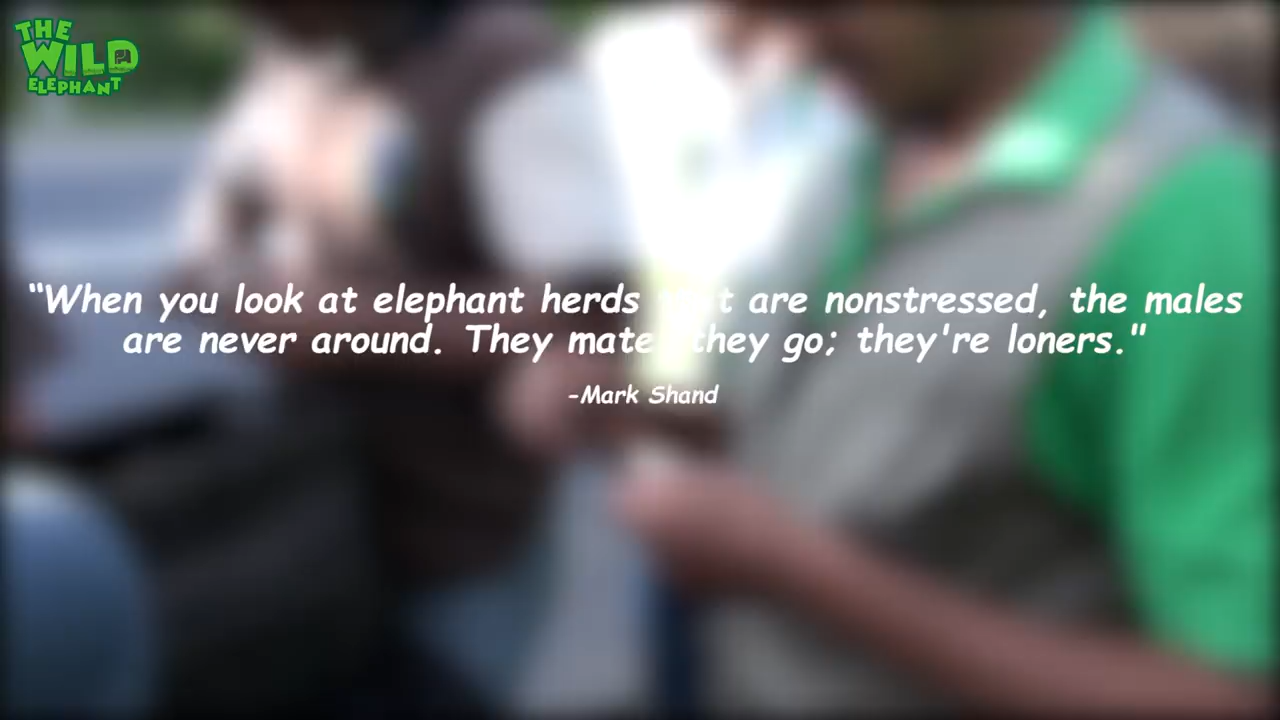 THE
WILD
ELEPHANT
“When you look at elephant herds that are nonstressed, the males
are never around. They mate, they go; they're loners."
-Mark Shand